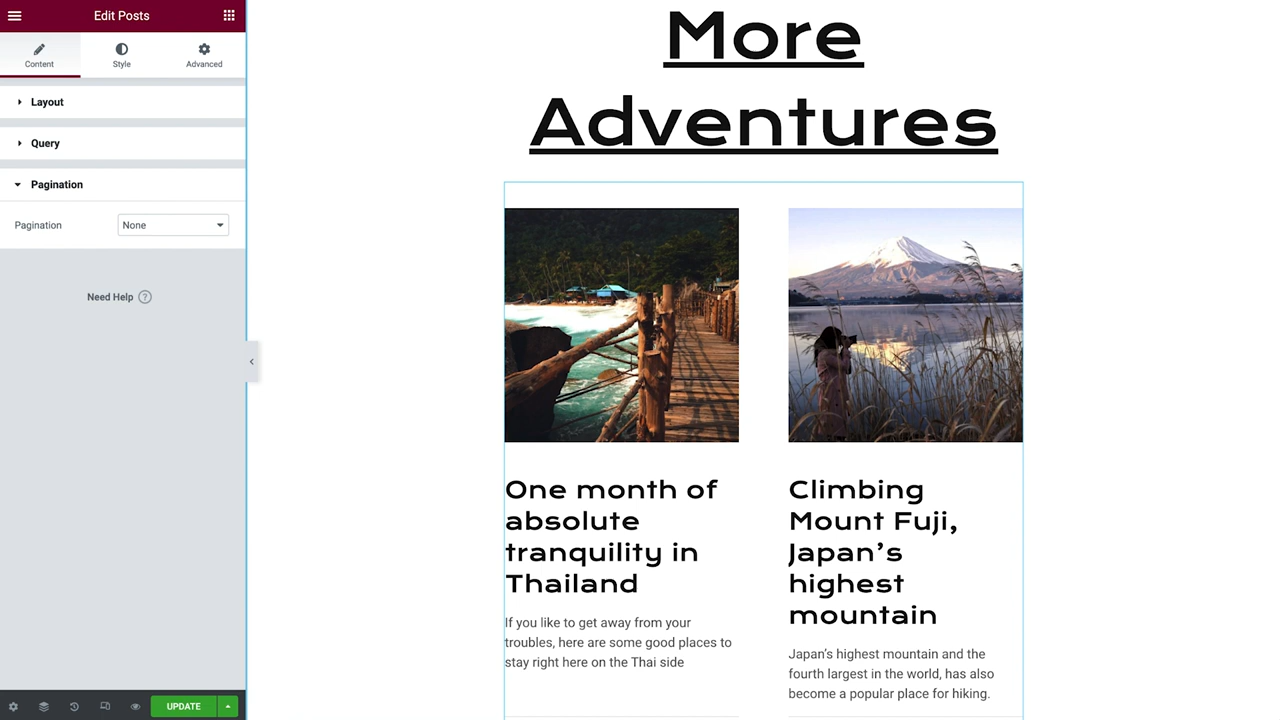 Edit Posts
Content
Style
Advanced
Layout
Query
Pagination
Pagination
None
Need Help ?
UPDATE
More
Adventures
One month of
absolute
tranquility in
Thailand
If you like to get away from your
troubles, here are some good places to
stay right here on the Thai side
Climbing
Mount Fuji,
Japan’s
highest
mountain
Japan’s highest mountain and the
fourth largest in the world, has also
become a popular place for hiking.